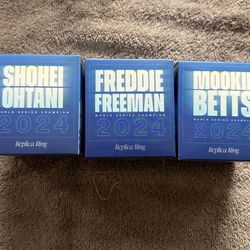 SHOHEI
OHTANI
WORLD SERIES CHAMPION
2024
Replica Ring
FREDDIE
FREEMAN
WORLD SERIES CHAMPION
2024
Replica Ring
MOOKIE
BETTS
WORLD SERIES CHAMPION
202
Replica Ring